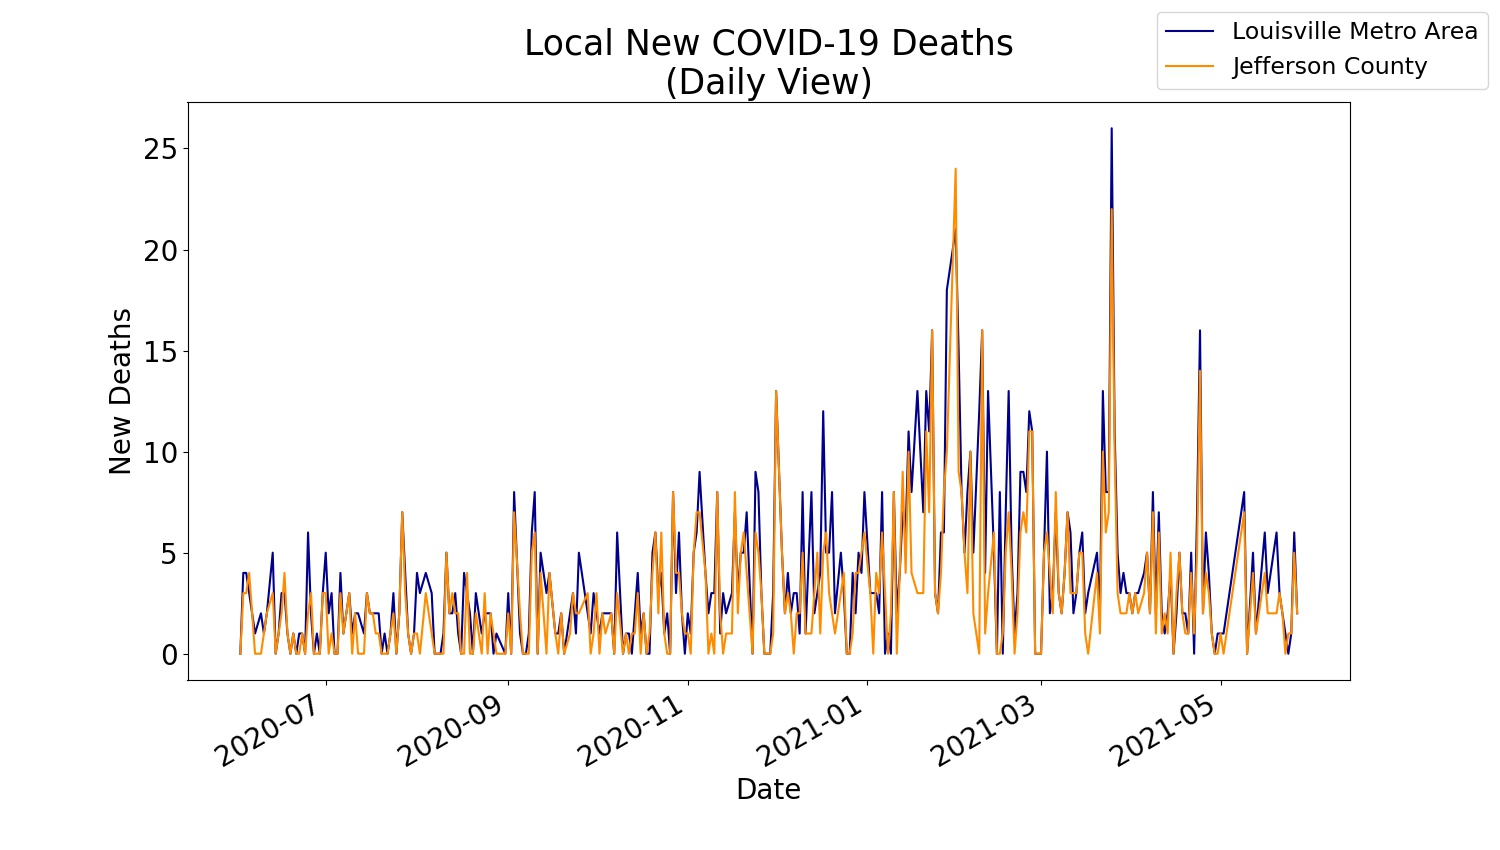 Local New COVID-19 Deaths
(Daily View)
Louisville Metro Area
Jefferson County
New Deaths
25
20
15
10
5
0
2020-07
2020-09
2020-11
2021-01
2021-03
2021-05
Date